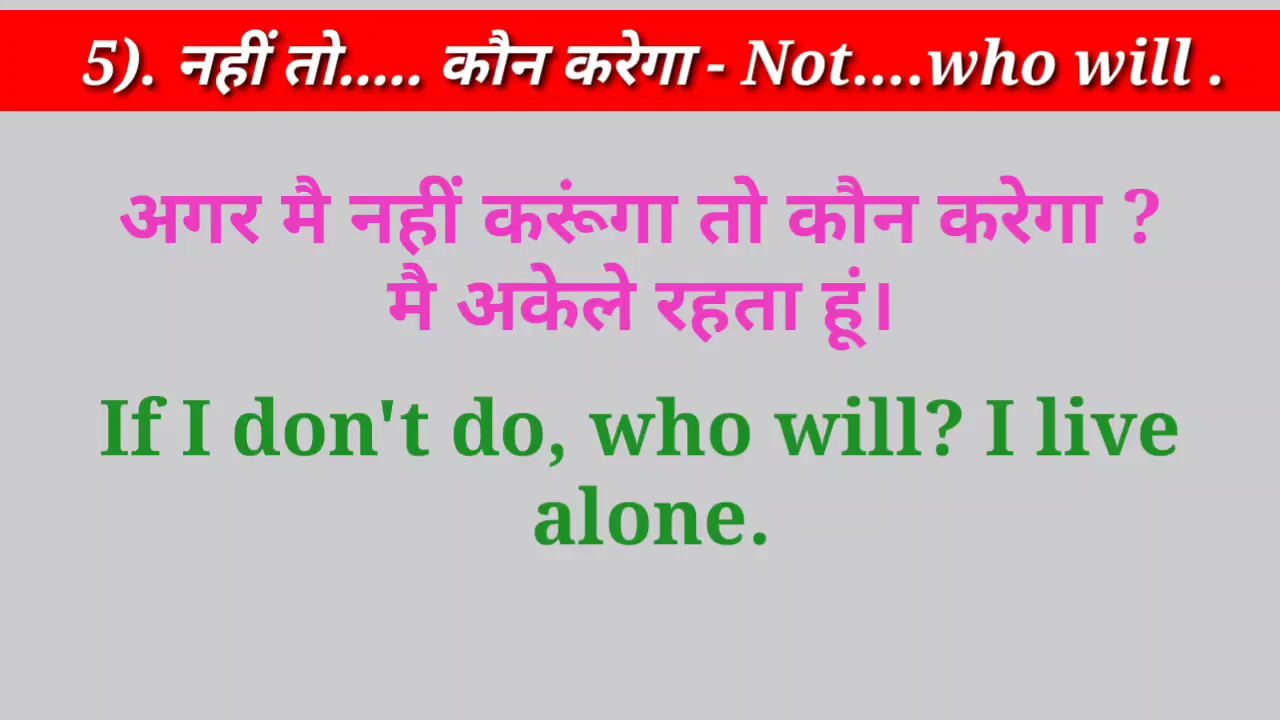 5). नहीं तो..... कौन करेगा - Not....who will .
अगर मै नहीं करूंगा तो कौन करेगा ?
मै अकेले रहता हूं।
If I don't do, who will? I live
alone.